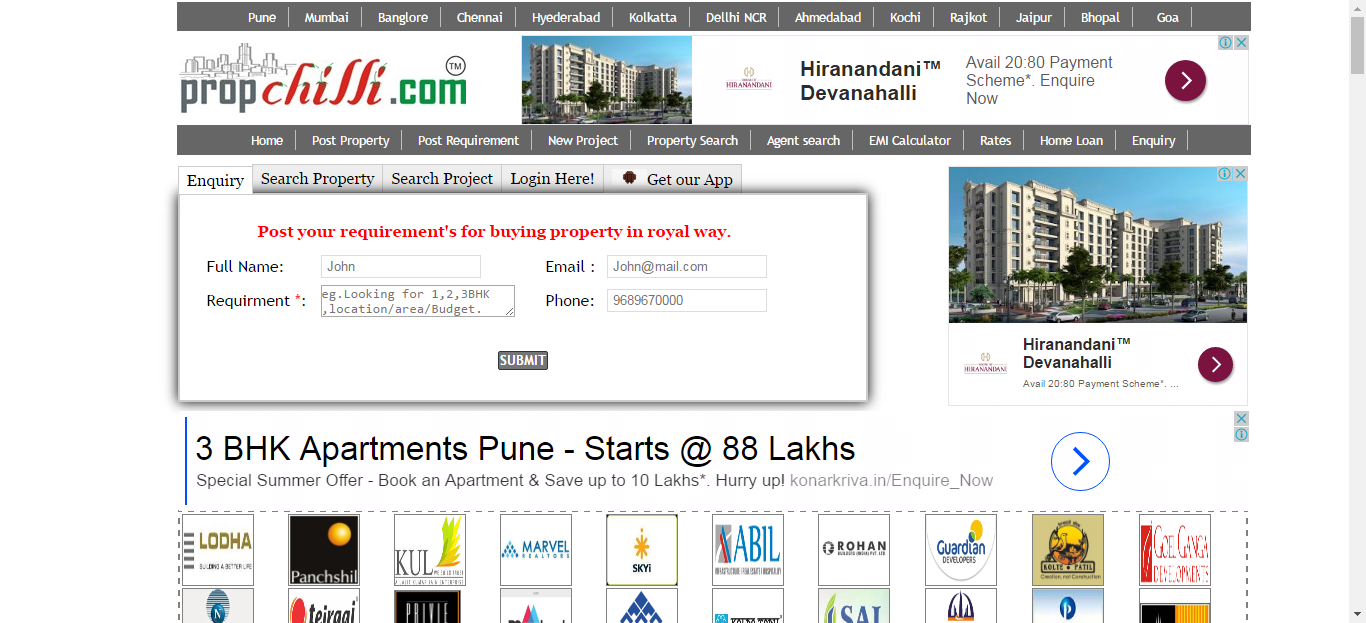 Pune Mumbai Banglore Chennai Hyederabad Kolkatta Dellhi NCR Ahmedabad Kochi Rajkot Jaipur Bhopal Goa
propchilli.com TM
HIRANANDANI
Hiranandani™
Devanahalli
Avail 20:80 Payment
Scheme*. Enquire
Now
Home Post Property Post Requirement New Project Property Search Agent search EMI Calculator Rates Home Loan Enquiry
Enquiry Search Property Search Project Login Here! Get our App
Post your requirement's for buying property in royal way.
Full Name: John Email : John@mail.com
Requirment *: eg.Looking for 1,2,3BHK
,location/area/Budget.
Phone: 9689670000
SUBMIT
Hiranandani™
Devanahalli
HIRANANDANI
Avail 20:80 Payment Scheme*. ...
3 BHK Apartments Pune - Starts @ 88 Lakhs
Special Summer Offer - Book an Apartment & Save up to 10 Lakhs*. Hurry up! konarkriva.in/Enquire_Now
LODHA
BUILDING A BETTER LIFE
Panchshil
KUL
MARVEL
REALTORS
SKYi
ABIL
ROHAN
Guardian
DEVELOPERS
KOLTE PATIL
Creation, not Construction
GOEL GANGA
DEVELOPMENTS
N
PRIVIE